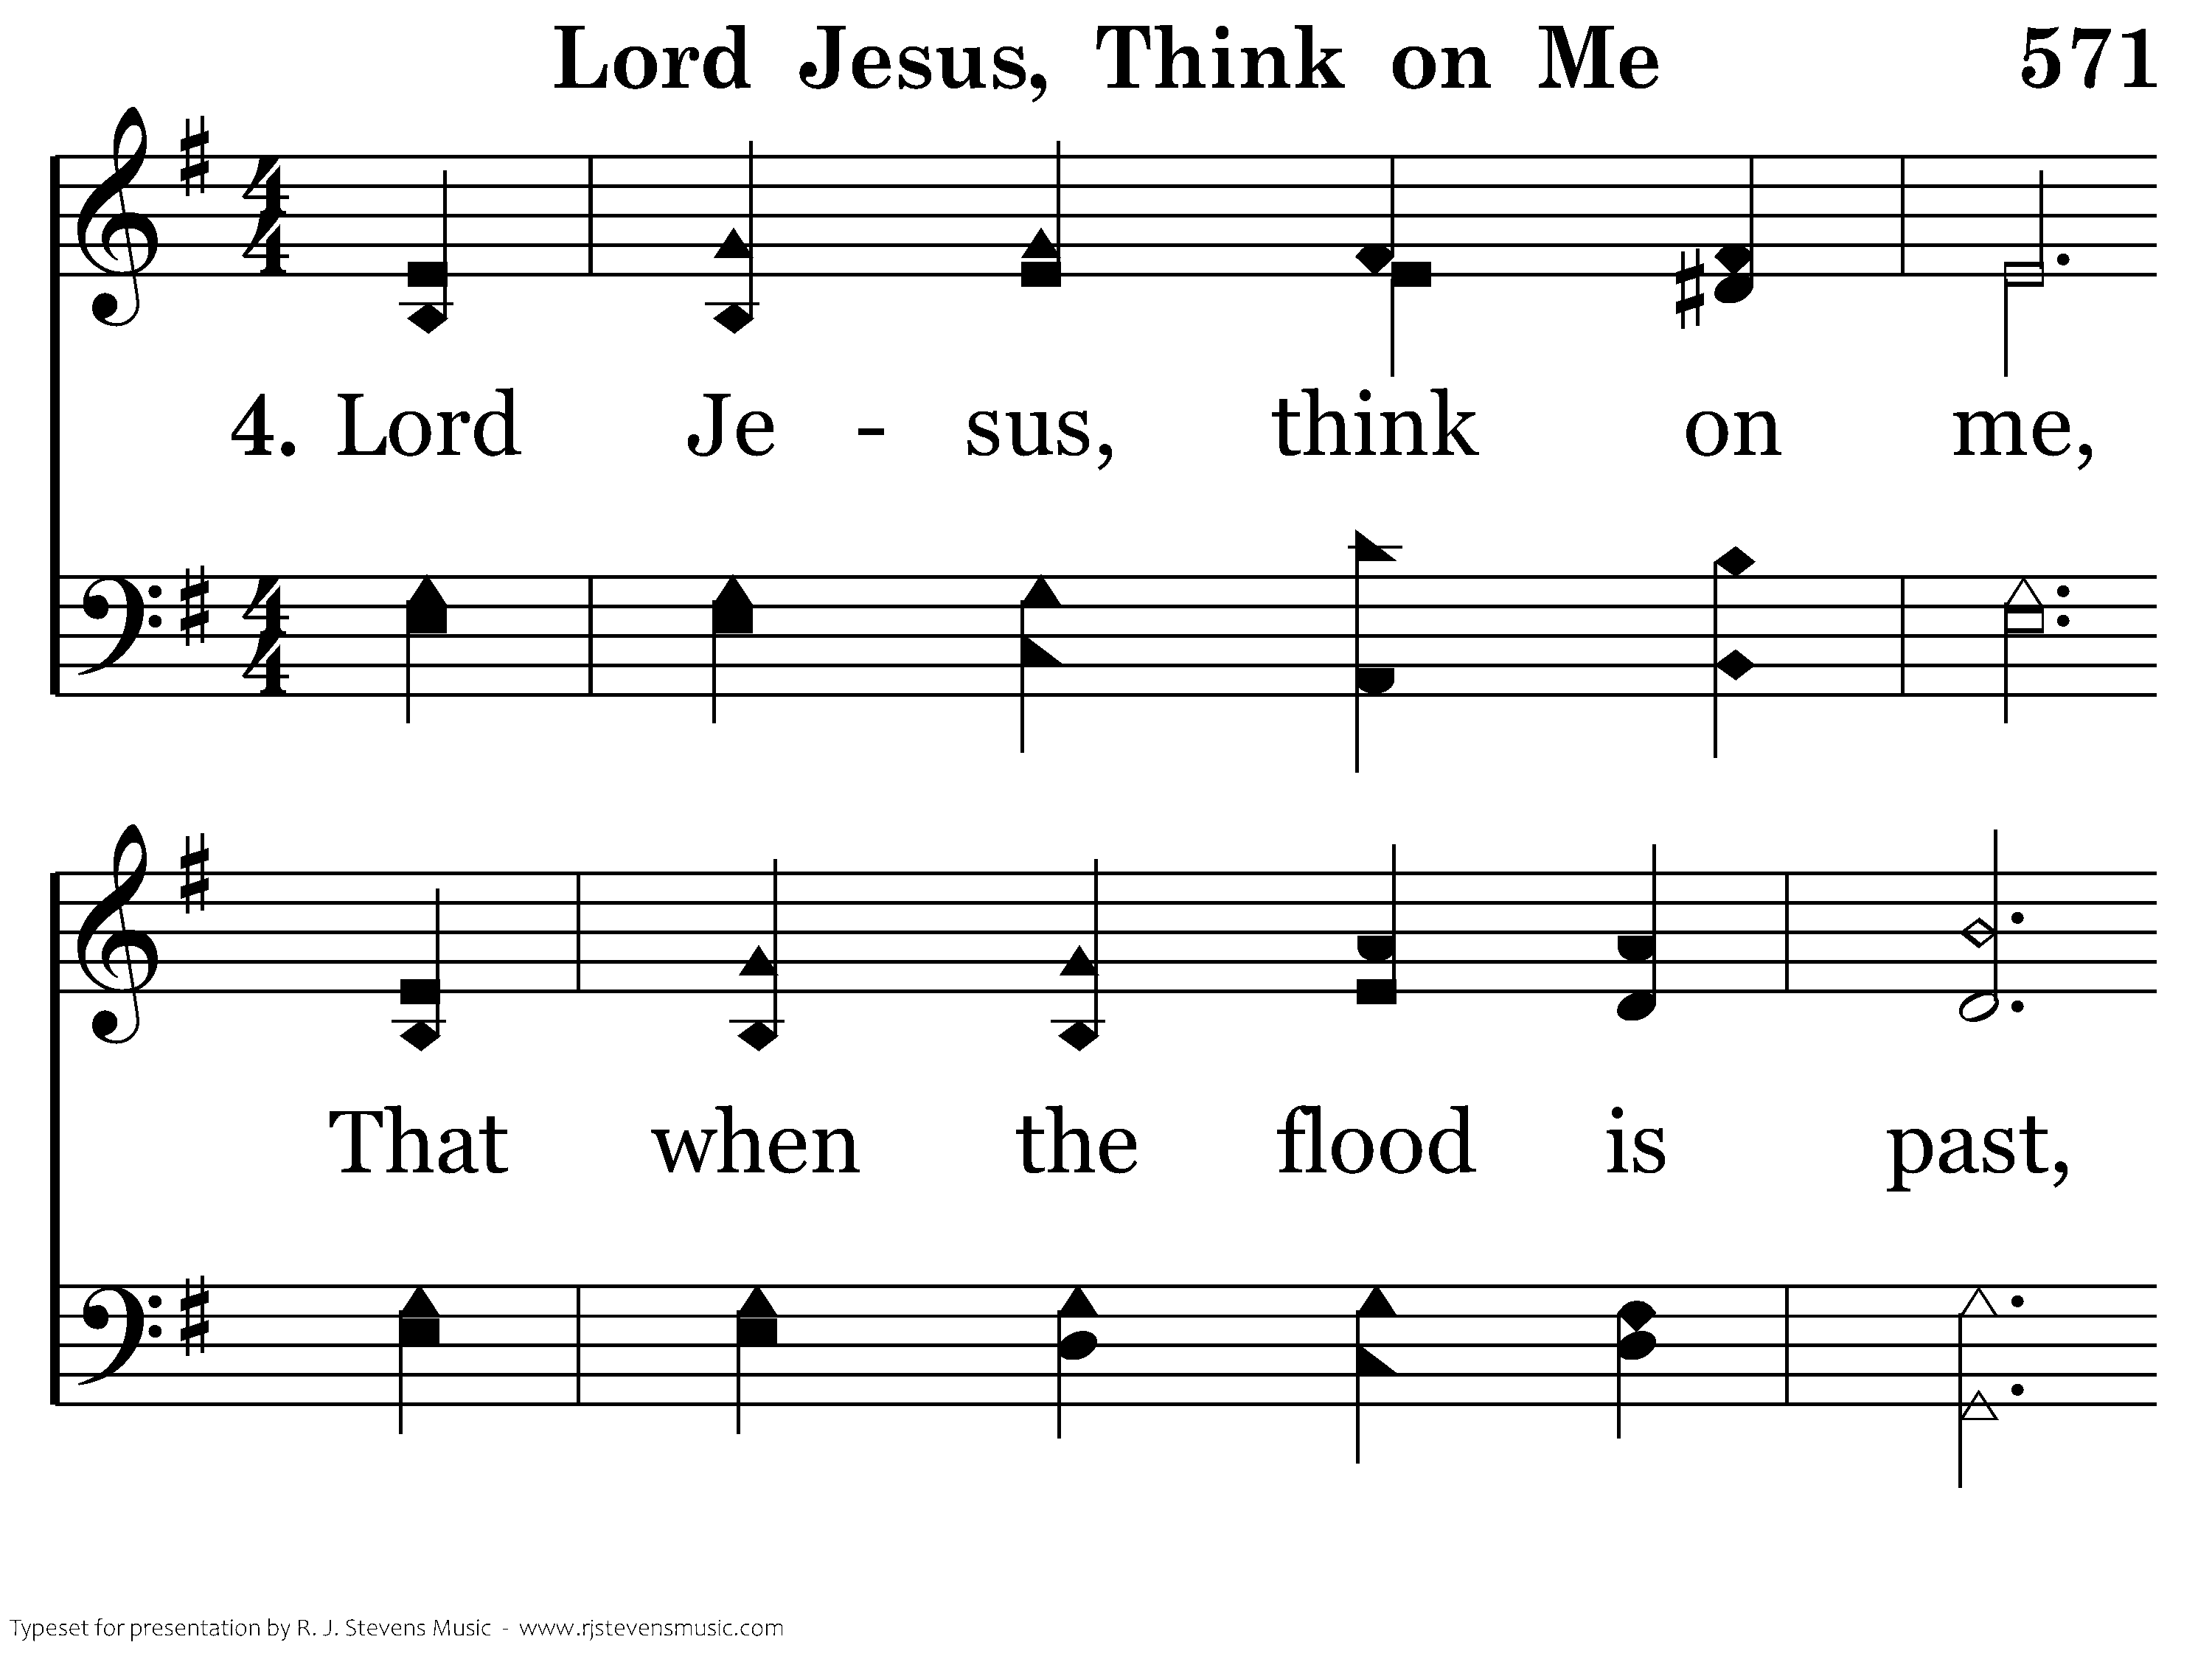 Lord Jesus, Think on Me 571
4. Lord Je - sus, think on me,
That when the flood is past,
Typeset for presentation by R. J. Stevens Music - www.rjstevensmusic.com